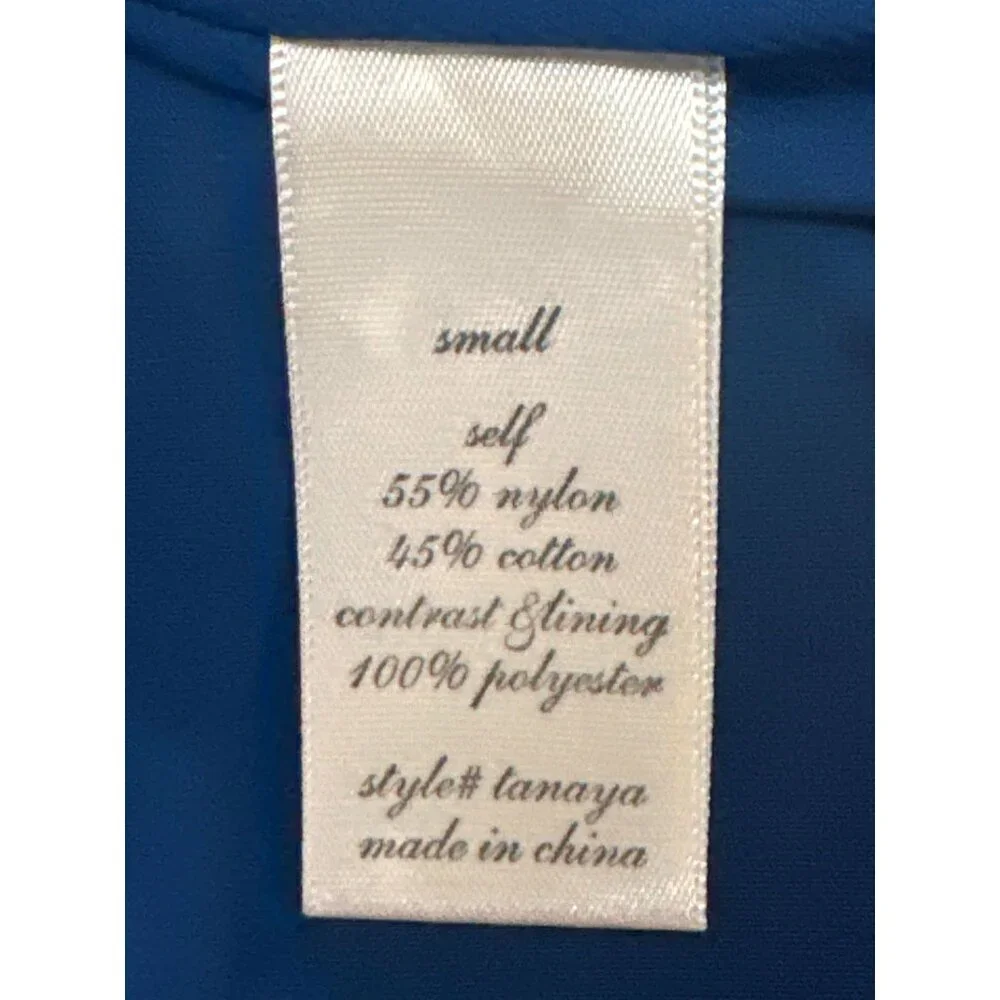 small
self
55% nylon
45% cotton
contrast & lining
100% polyester
style# tanaya
made in china